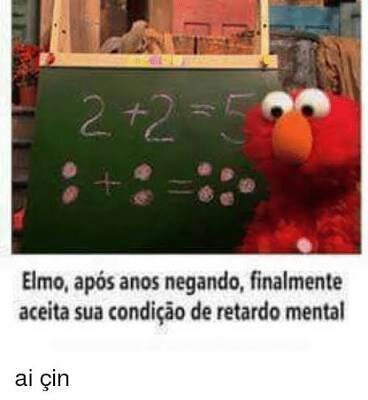 2+2=5
+ =
Elmo, após anos negando, finalmente
aceita sua condição de retardo mental
ai çin